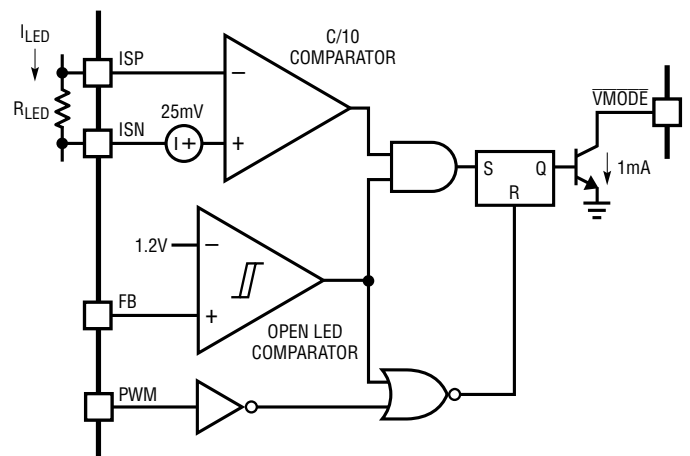 I_LED
ISP
C/10
COMPARATOR
R_LED
25mV
ISN
VMODE
S
Q
R
1mA
1.2V
FB
OPEN LED
COMPARATOR
PWM